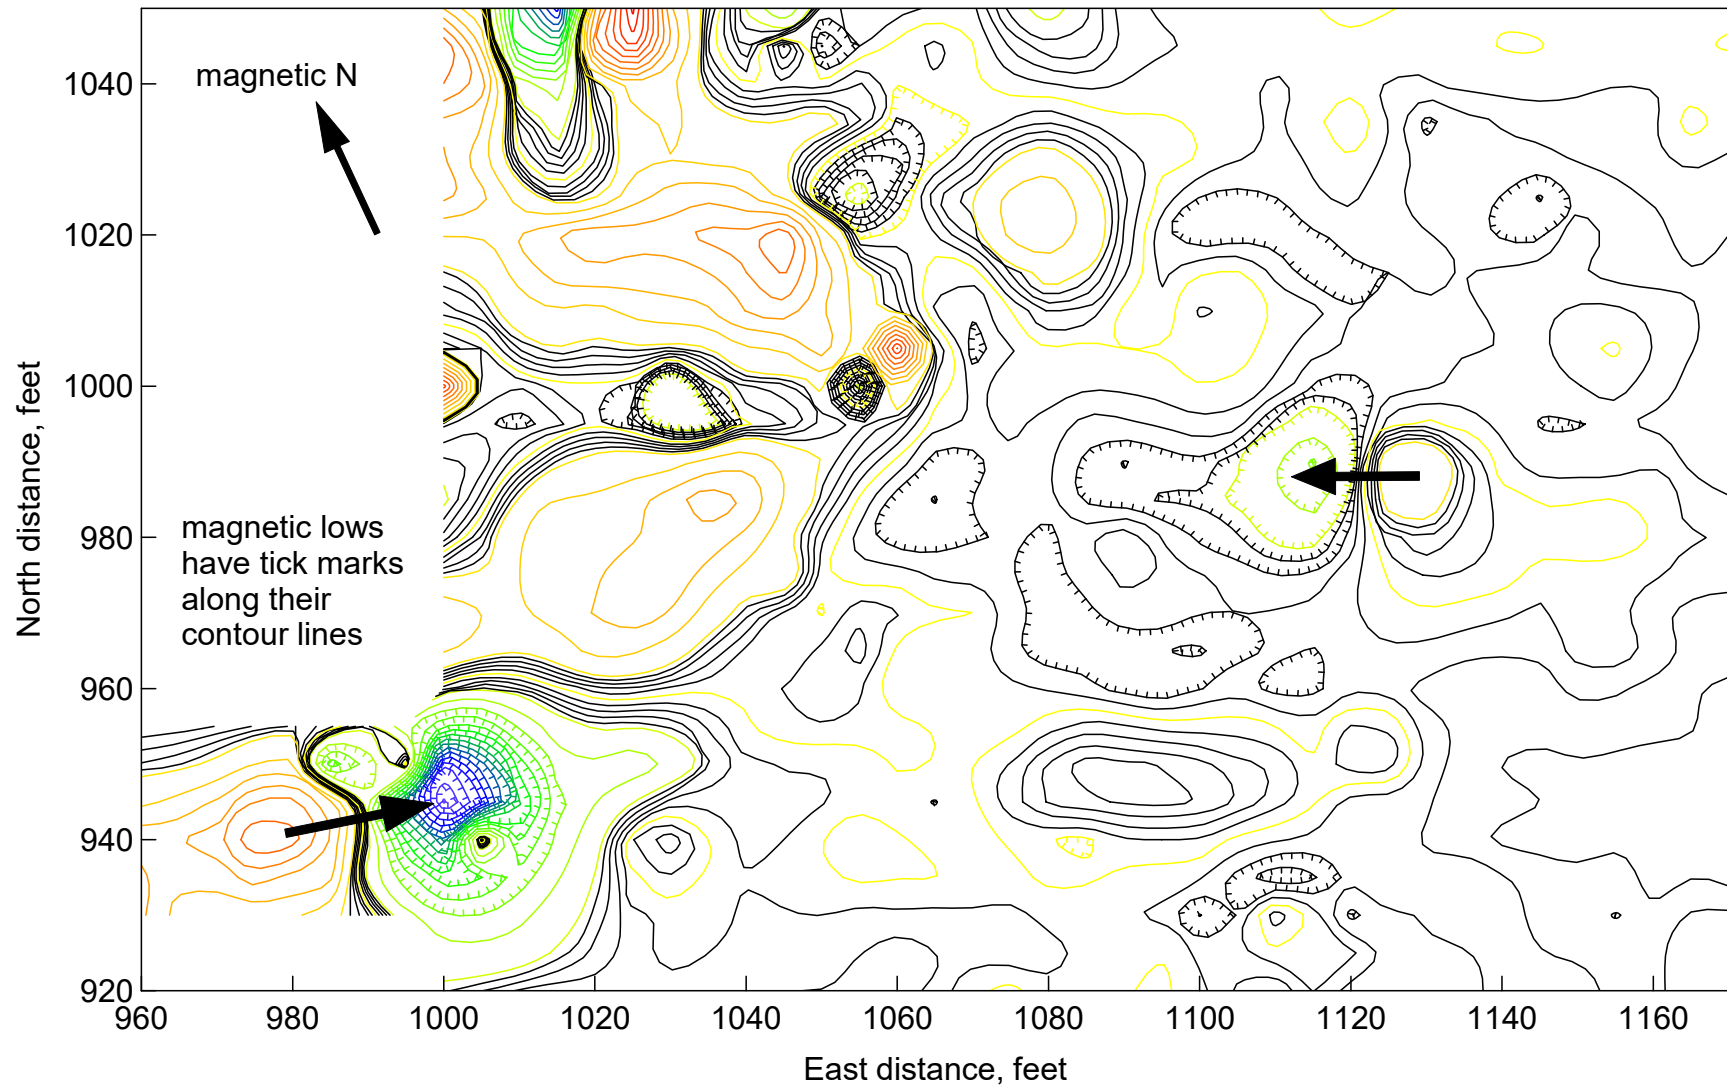 1040
magnetic N
1020
1000
North distance, feet
magnetic lows
have tick marks
along their
contour lines
980
960
940
920
960 980 1000 1020 1040 1060 1080 1100 1120 1140 1160
East distance, feet